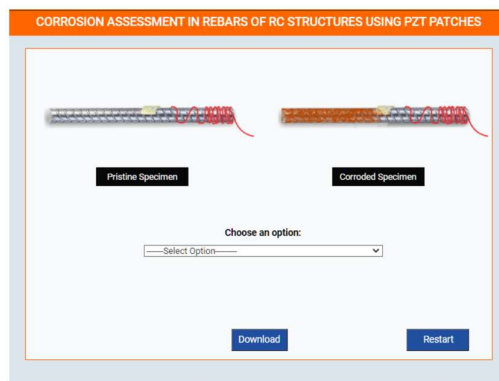 CORROSION ASSESSMENT IN REBARS OF RC STRUCTURES USING PZT PATCHES
Pristine Specimen
Corroded Specimen
Choose an option:
------Select Option--------
Download
Restart